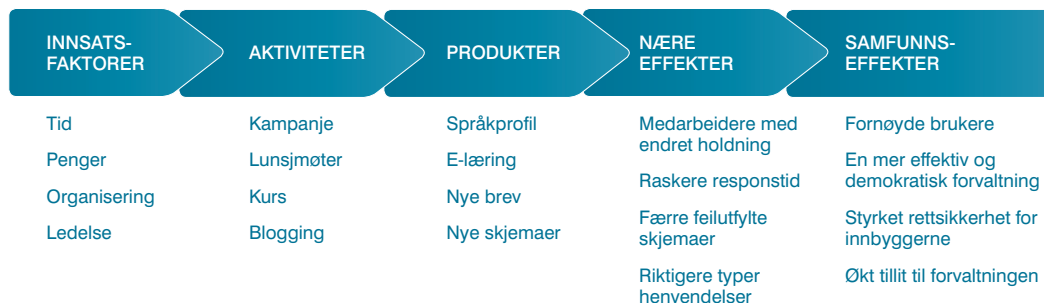 INNSATS-
FAKTORER
AKTIVITETER
PRODUKTER
NÆRE
EFFEKTER
SAMFUNNS-
EFFEKTER
Tid
Penger
Organisering
Ledelse
Kampanje
Lunsjmøter
Kurs
Blogging
Språkprofil
E-læring
Nye brev
Nye skjemaer
Medarbeidere med
endret holdning
Raskere responstid
Færre feilutfylte
skjemaer
Riktigere typer
henvendelser
Fornøyde brukere
En mer effektiv og
demokratisk forvaltning
Styrket rettsikkerhet for
innbyggerne
Økt tillit til forvaltningen